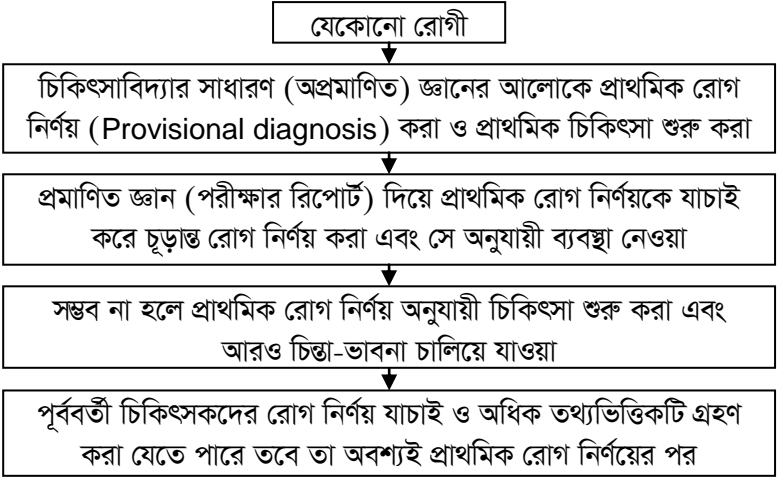 যেকোনো রোগী
চিকিৎসাবিদ্যার সাধারণ (অপ্রমাণিত) জ্ঞানের আলোকে প্রাথমিক রোগ
নির্ণয় (Provisional diagnosis) করা ও প্রাথমিক চিকিৎসা শুরু করা
প্রমাণিত জ্ঞান (পরীক্ষার রিপোর্ট) দিয়ে প্রাথমিক রোগ নির্ণয়কে যাচাই
করে চূড়ান্ত রোগ নির্ণয় করা এবং সে অনুযায়ী ব্যবস্থা নেওয়া
সম্ভব না হলে প্রাথমিক রোগ নির্ণয় অনুযায়ী চিকিৎসা শুরু করা এবং
আরও চিন্তা-ভাবনা চালিয়ে যাওয়া
পূর্ববর্তী চিকিৎসকদের রোগ নির্ণয় যাচাই ও অধিক তথ্যভিত্তিকটি গ্রহণ
করা যেতে পারে তবে তা অবশ্যই প্রাথমিক রোগ নির্ণয়ের পর